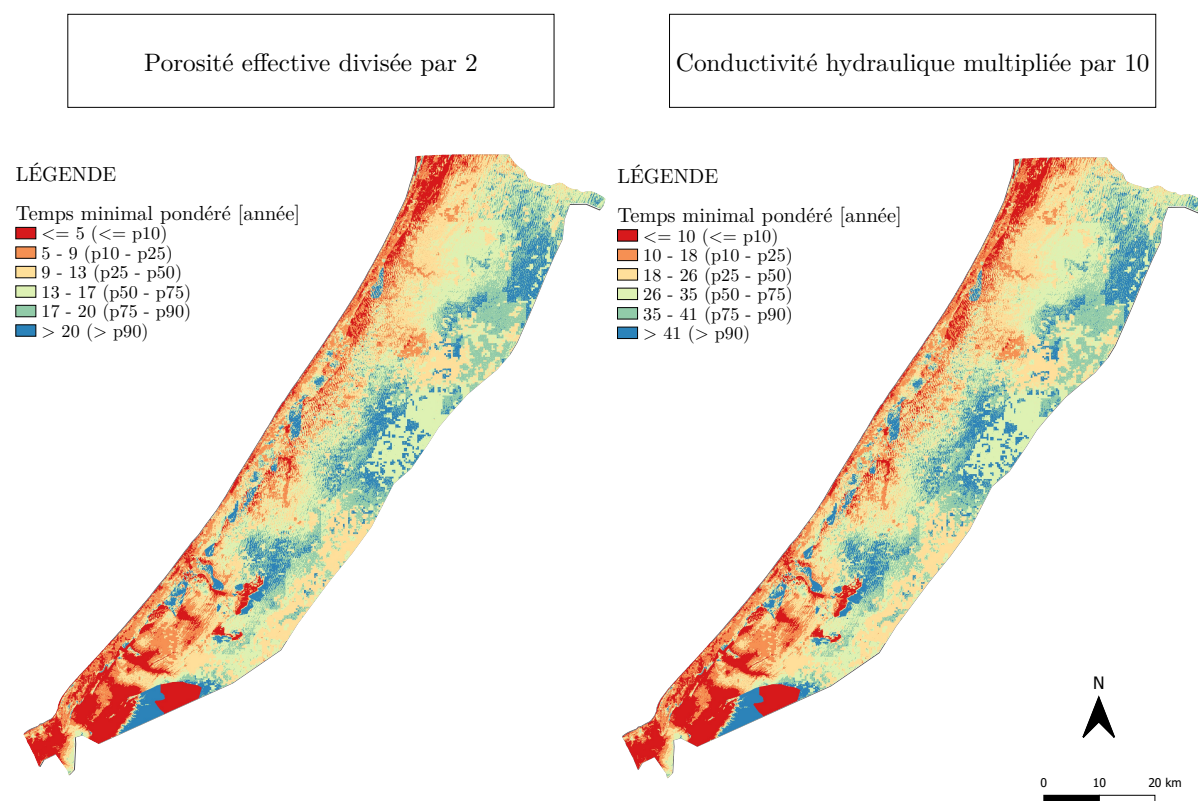 Porosité effective divisée par 2
Conductivité hydraulique multipliée par 10
LÉGENDE
Temps minimal pondéré [année]
<= 5 (<= p10)
5 - 9 (p10 - p25)
9 - 13 (p25 - p50)
13 - 17 (p50 - p75)
17 - 20 (p75 - p90)
> 20 (> p90)
LÉGENDE
Temps minimal pondéré [année]
<= 10 (<= p10)
10 - 18 (p10 - p25)
18 - 26 (p25 - p50)
26 - 35 (p50 - p75)
35 - 41 (p75 - p90)
> 41 (> p90)
N
0 10 20 km